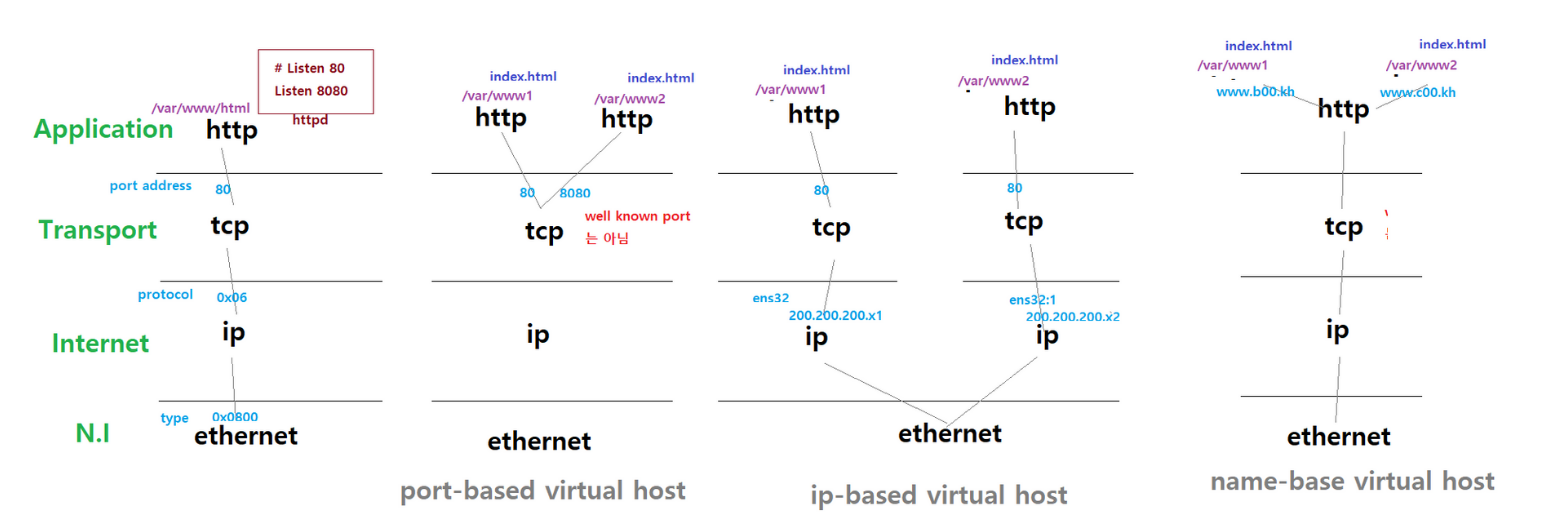 # Listen 80
Listen 8080
/var/www/html
httpd
Application
http
port address
80
Transport
tcp
protocol
0x06
Internet
ip
type
0x0800
N.I
ethernet
index.html
/var/www1
http
index.html
/var/www2
http
80
8080
tcp
well known port
는 아님
ip
ethernet
port-based virtual host
index.html
/var/www1
http
80
tcp
ens32
200.200.200.x1
ip
index.html
/var/www2
http
80
tcp
ens32:1
200.200.200.x2
ip
ethernet
ip-based virtual host
index.html
/var/www1
www.b00.kh
index.html
/var/www2
www.c00.kh
http
tcp
ip
ethernet
name-base virtual host